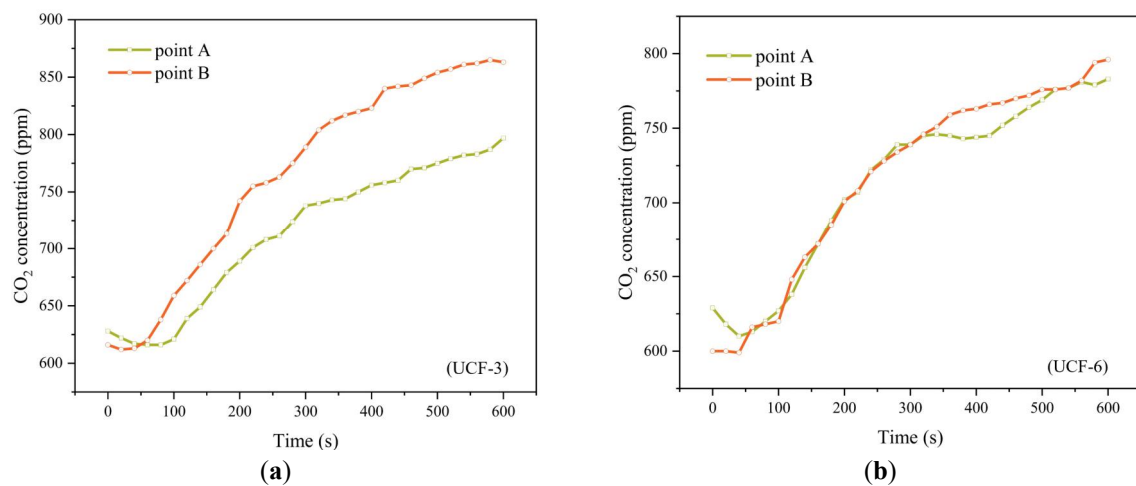 900
850
800
750
700
650
600
CO₂ concentration (ppm)
point A
point B
(UCF-3)
0 100 200 300 400 500 600
Time (s)
(a)
800
750
700
650
600
CO₂ concentration (ppm)
point A
point B
(UCF-6)
0 100 200 300 400 500 600
Time (s)
(b)